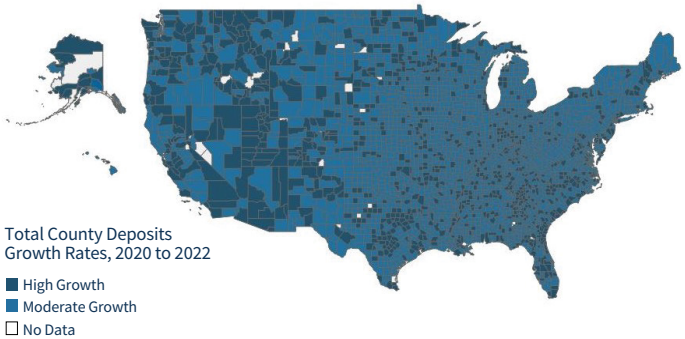 Total County Deposits
Growth Rates, 2020 to 2022
High Growth
Moderate Growth
No Data